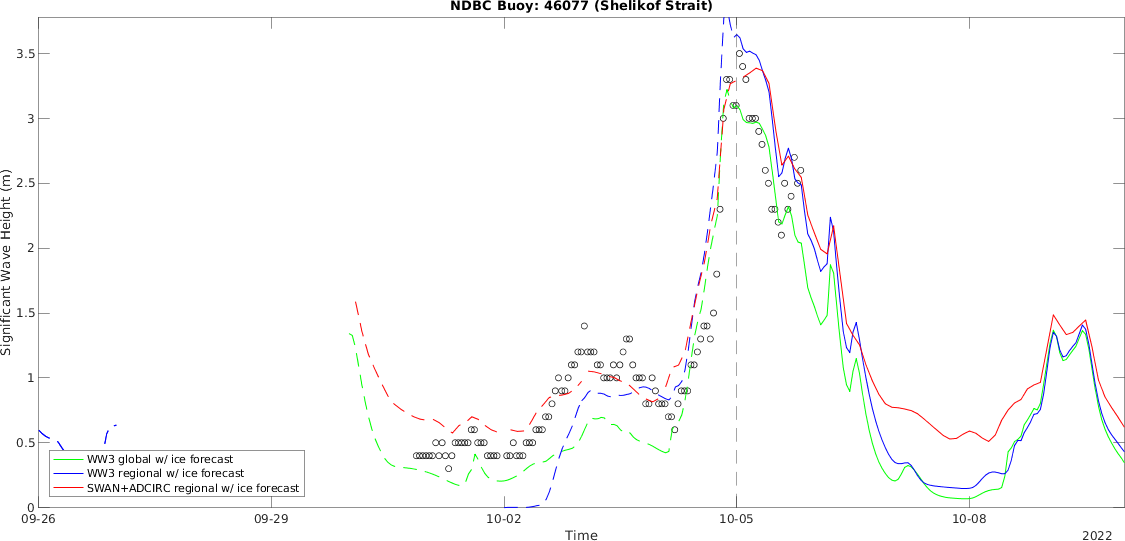 NDBC Buoy: 46077 (Shelikof Strait)
3.5
3
2.5
2
1.5
1
0.5
0
Significant Wave Height (m)
WW3 global w/ ice forecast
WW3 regional w/ ice forecast
SWAN+ADCIRC regional w/ ice forecast
09-26
09-29
10-02
10-05
10-08
Time
2022